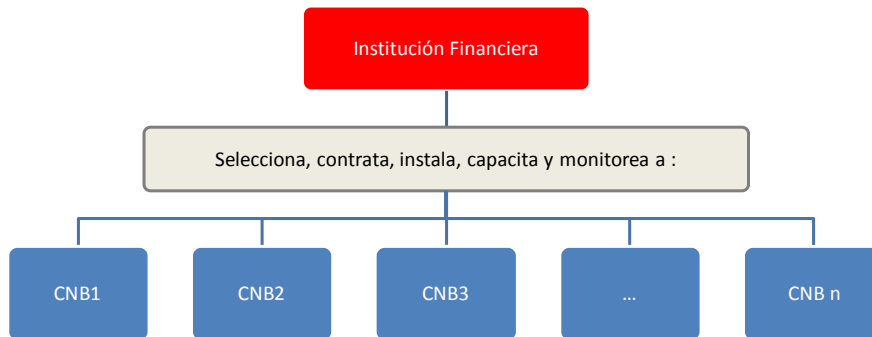 Institución Financiera
Selecciona, contrata, instala, capacita y monitorea a :
CNB1
CNB2
CNB3
...
CNB n